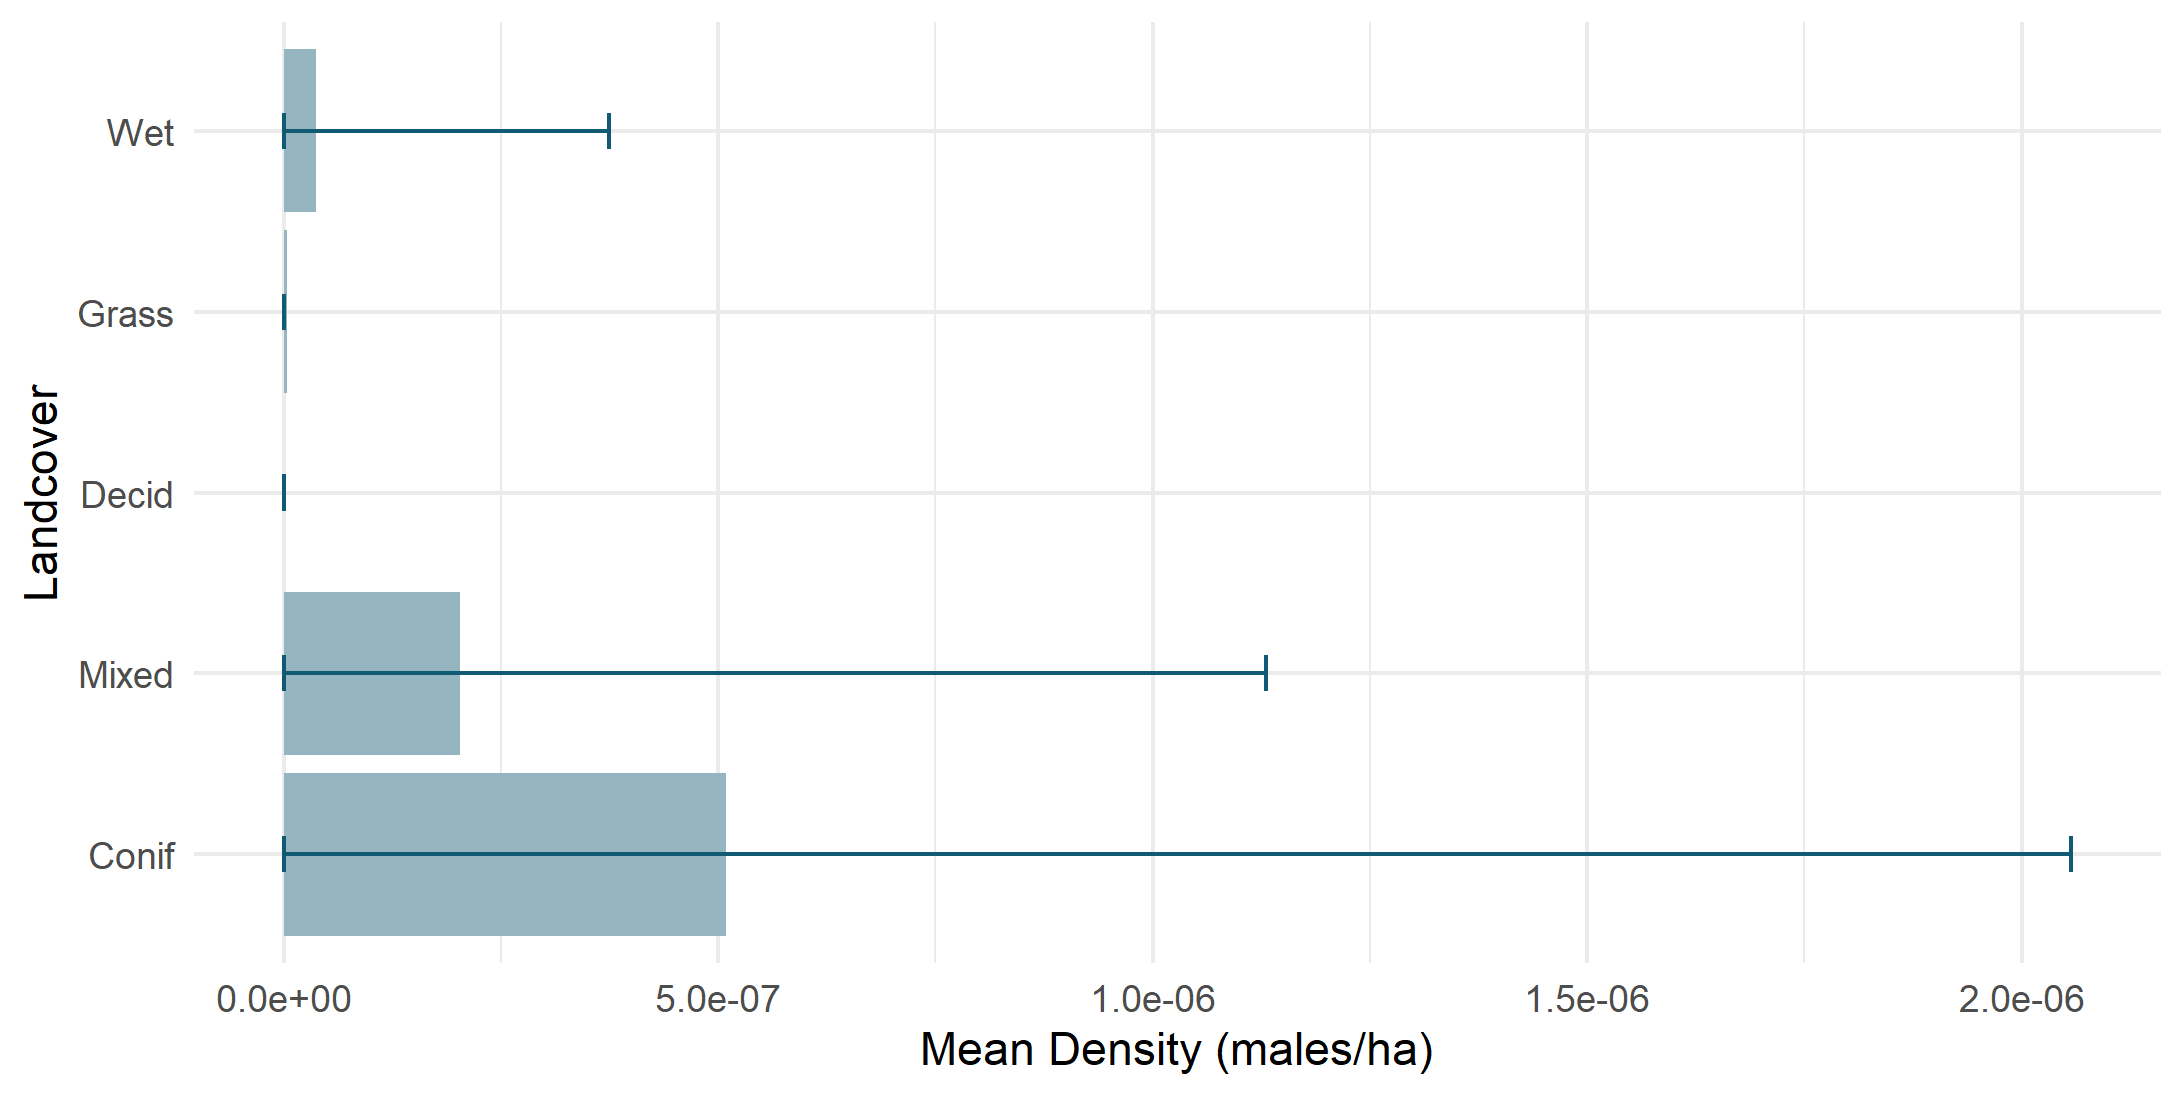 Wet
Grass
Decid
Mixed
Conif
Landcover
0.0e+00 5.0e-07 1.0e-06 1.5e-06 2.0e-06
Mean Density (males/ha)